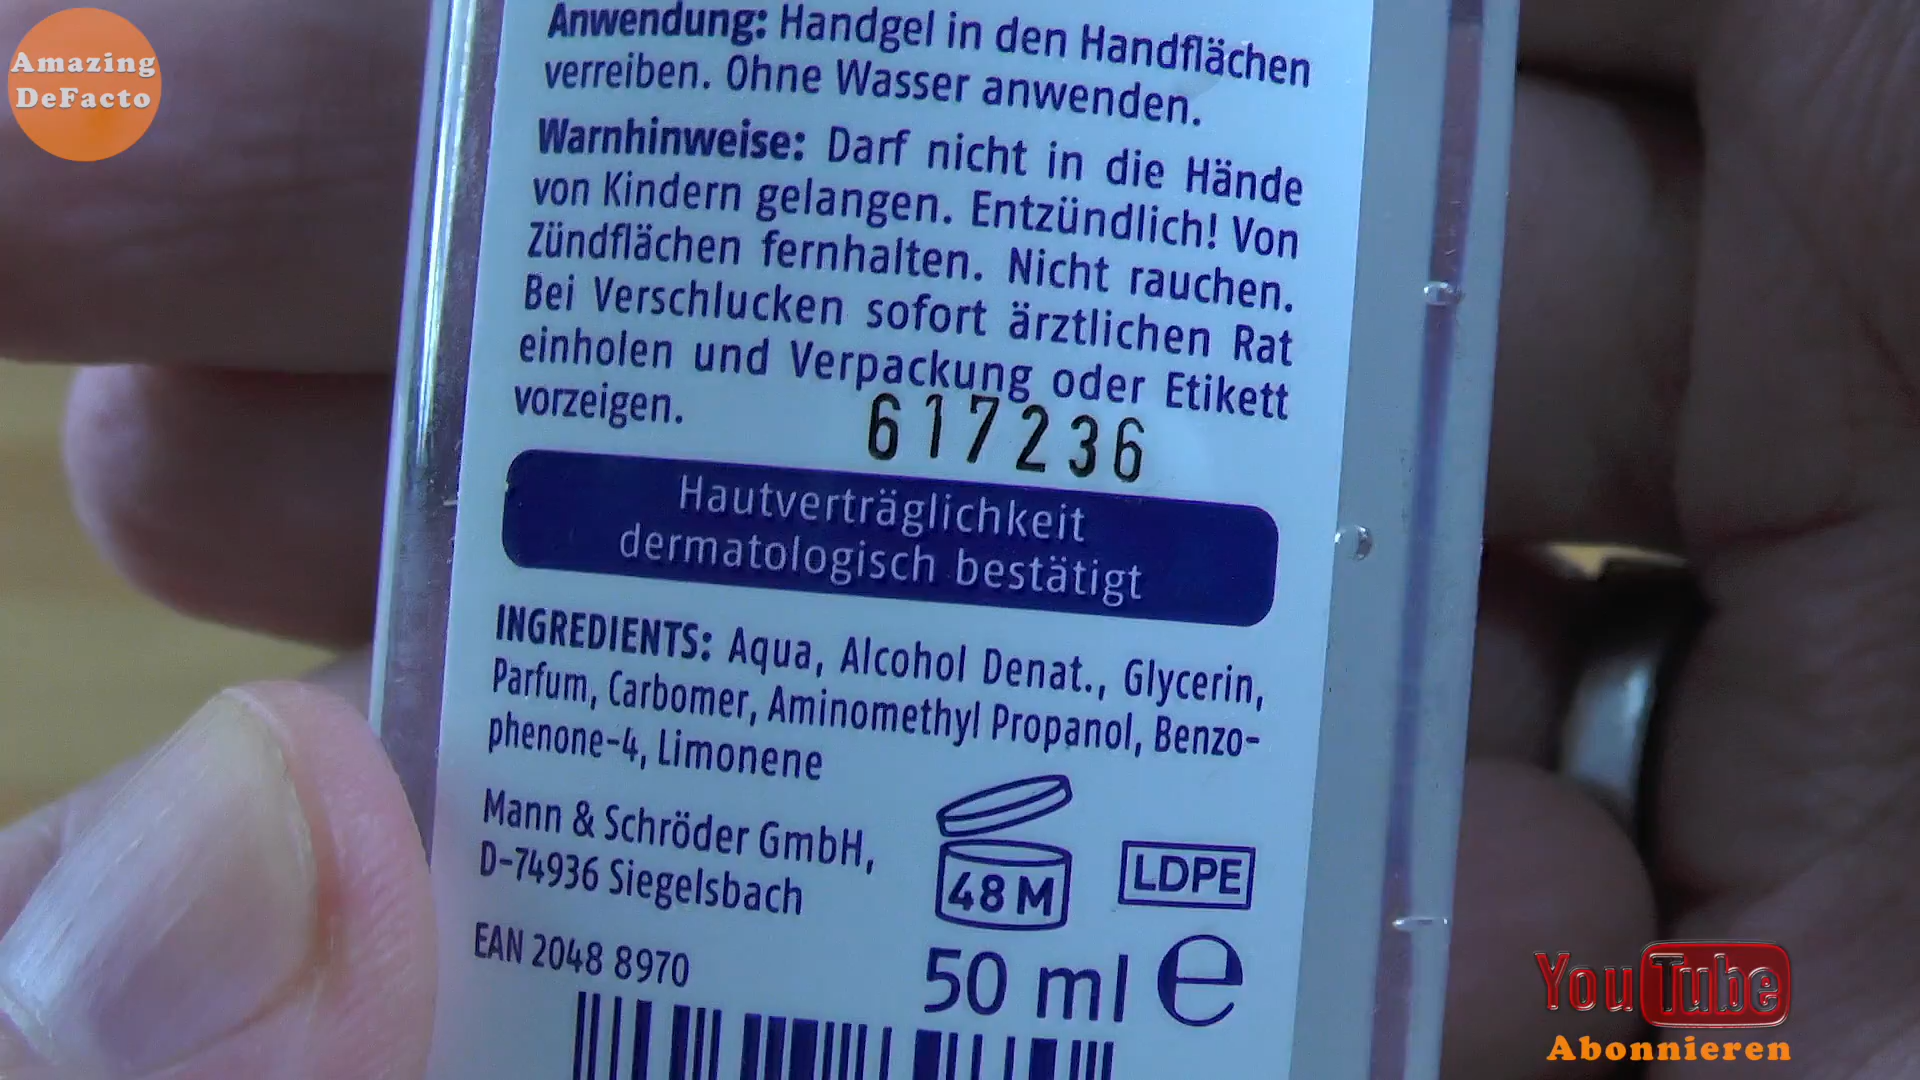 Amazing
DeFacto
Anwendung: Handgel in den Handflächen
verreiben. Ohne Wasser anwenden.
Warnhinweise: Darf nicht in die Hände
von Kindern gelangen. Entzündlich! Von
Zündflächen fernhalten. Nicht rauchen.
Bei Verschlucken sofort ärztlichen Rat
einholen und Verpackung oder Etikett
vorzeigen.
617236
Hautverträglichkeit
dermatologisch bestätigt
INGREDIENTS: Aqua, Alcohol Denat., Glycerin,
Parfum, Carbomer, Aminomethyl Propanol, Benzo-
phenone-4, Limonene
Mann & Schröder GmbH,
D-74936 Siegelsbach
48 M
LDPE
EAN 2048 8970
50 ml e
YouTube
Abonnieren